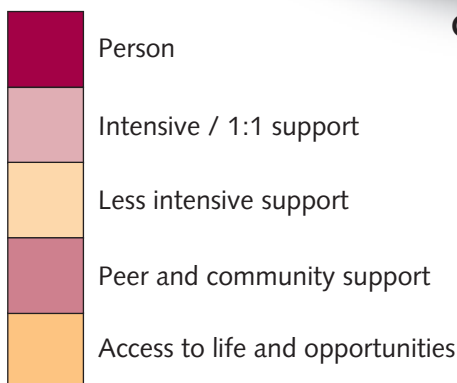 Person
Intensive / 1:1 support
Less intensive support
Peer and community support
Access to life and opportunities